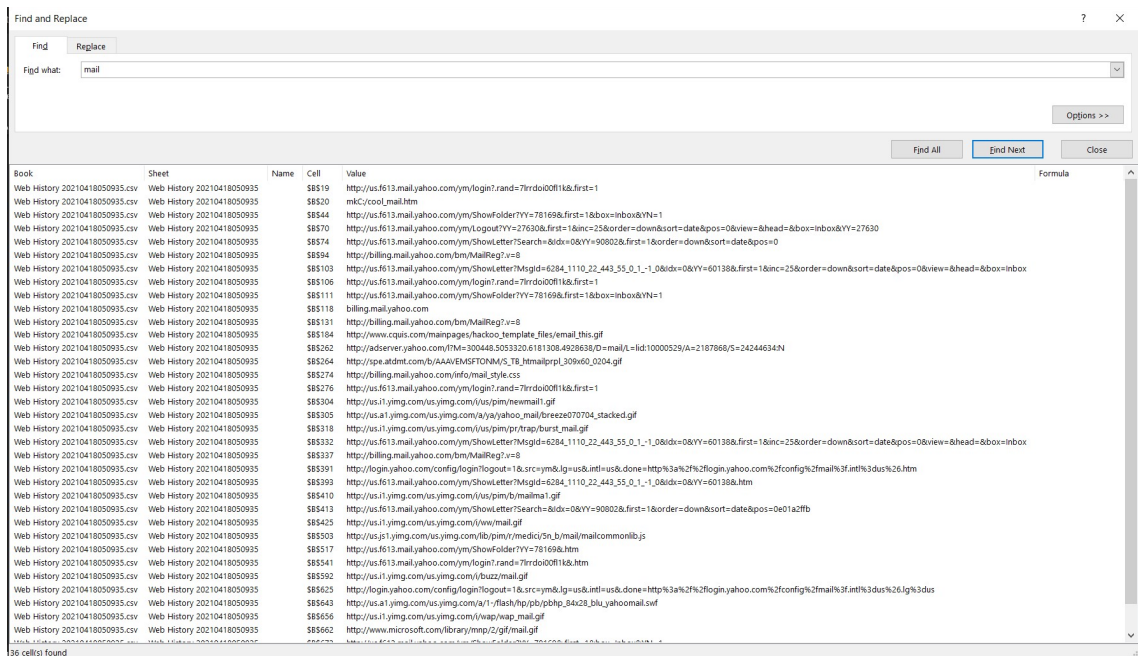 Find and Replace ? ×
Find Replace
Find what: mail
Options >>
Find All Find Next Close
Book Sheet Name Cell Value Formula
Web History 20210418050935.csv Web History 20210418050935 $B$19 http://us.f613.mail.yahoo.com/ym/login?.rand=7lrrdoi00fl1k&.first=1
Web History 20210418050935.csv Web History 20210418050935 $B$20 mkC:/cool_mail.htm
Web History 20210418050935.csv Web History 20210418050935 $B$44 http://us.f613.mail.yahoo.com/ym/ShowFolder?YY=78169&.first=1&box=Inbox&YN=1
Web History 20210418050935.csv Web History 20210418050935 $B$70 http://us.f613.mail.yahoo.com/ym/Logout?YY=27630&.first=1&inc=25&order=down&sort=date&pos=0&view=&head=&box=Inbox&YY=27630
Web History 20210418050935.csv Web History 20210418050935 $B$74 http://us.f613.mail.yahoo.com/ym/ShowLetter?Search=&Idx=0&YY=90802&.first=1&order=down&sort=date&pos=0
Web History 20210418050935.csv Web History 20210418050935 $B$94 http://billing.mail.yahoo.com/bm/MailReg?.v=8
Web History 20210418050935.csv Web History 20210418050935 $B$103 http://us.f613.mail.yahoo.com/ym/ShowLetter?MsgId=6284_1110_22_443_55_0_1_-1_0&Idx=0&YY=60138&.first=1&inc=25&order=down&sort=date&pos=0&view=&head=&box=Inbox
Web History 20210418050935.csv Web History 20210418050935 $B$106 http://us.f613.mail.yahoo.com/ym/login?.rand=7lrrdoi00fl1k&.first=1
Web History 20210418050935.csv Web History 20210418050935 $B$111 http://us.f613.mail.yahoo.com/ym/ShowFolder?YY=78169&.first=1&box=Inbox&YN=1
Web History 20210418050935.csv Web History 20210418050935 $B$118 billing.mail.yahoo.com
Web History 20210418050935.csv Web History 20210418050935 $B$131 http://billing.mail.yahoo.com/bm/MailReg?.v=8
Web History 20210418050935.csv Web History 20210418050935 $B$184 http://www.cquis.com/mainpages/hackoo_template_files/email_this.gif
Web History 20210418050935.csv Web History 20210418050935 $B$262 http://adserver.yahoo.com/l?M=300448.5053320.6181308.4928638/D=mail/L=lid:10000529/A=2187868/S=24244634:N
Web History 20210418050935.csv Web History 20210418050935 $B$264 http://spe.atdmt.com/b/AAAVEMSFTONM/S_TB_htmailprpl_309x60_0204.gif
Web History 20210418050935.csv Web History 20210418050935 $B$274 http://billing.mail.yahoo.com/info/mail_style.css
Web History 20210418050935.csv Web History 20210418050935 $B$276 http://us.f613.mail.yahoo.com/ym/login?.rand=7lrrdoi00fl1k&.first=1
Web History 20210418050935.csv Web History 20210418050935 $B$304 http://us.i1.yimg.com/us.yimg.com/i/us/pim/newmail1.gif
Web History 20210418050935.csv Web History 20210418050935 $B$305 http://us.a1.yimg.com/us.yimg.com/a/ya/yahoo_mail/breeze070704_stacked.gif
Web History 20210418050935.csv Web History 20210418050935 $B$318 http://us.i1.yimg.com/us.yimg.com/i/us/pim/pr/trap/burst_mail.gif
Web History 20210418050935.csv Web History 20210418050935 $B$332 http://us.f613.mail.yahoo.com/ym/ShowLetter?MsgId=6284_1110_22_443_55_0_1_-1_0&Idx=0&YY=60138&.first=1&inc=25&order=down&sort=date&pos=0&view=&head=&box=Inbox
Web History 20210418050935.csv Web History 20210418050935 $B$337 http://billing.mail.yahoo.com/bm/MailReg?.v=8
Web History 20210418050935.csv Web History 20210418050935 $B$391 http://login.yahoo.com/config/login?logout=1&.src=ym&.lg=us&.intl=us&.done=http%3a%2f%2flogin.yahoo.com%2fconfig%2fmail%3f.intl%3dus%26.htm
Web History 20210418050935.csv Web History 20210418050935 $B$393 http://us.f613.mail.yahoo.com/ym/ShowLetter?MsgId=6284_1110_22_443_55_0_1_-1_0&Idx=0&YY=60138&.htm
Web History 20210418050935.csv Web History 20210418050935 $B$410 http://us.i1.yimg.com/us.yimg.com/i/us/pim/b/mailma1.gif
Web History 20210418050935.csv Web History 20210418050935 $B$413 http://us.f613.mail.yahoo.com/ym/ShowLetter?Search=&Idx=0&YY=90802&.first=1&order=down&sort=date&pos=0e01a2ffb
Web History 20210418050935.csv Web History 20210418050935 $B$425 http://us.i1.yimg.com/us.yimg.com/i/ww/mail.gif
Web History 20210418050935.csv Web History 20210418050935 $B$503 http://us.js1.yimg.com/us.yimg.com/lib/pim/r/medici/5n_b/mail/mailcommonlib.js
Web History 20210418050935.csv Web History 20210418050935 $B$517 http://us.f613.mail.yahoo.com/ym/ShowFolder?YY=78169&.htm
Web History 20210418050935.csv Web History 20210418050935 $B$541 http://us.f613.mail.yahoo.com/ym/login?.rand=7lrrdoi00fl1k&.htm
Web History 20210418050935.csv Web History 20210418050935 $B$592 http://us.i1.yimg.com/us.yimg.com/i/buzz/mail.gif
Web History 20210418050935.csv Web History 20210418050935 $B$625 http://login.yahoo.com/config/login?logout=1&.src=ym&.lg=us&.intl=us&.done=http%3a%2f%2flogin.yahoo.com%2fconfig%2fmail%3f.intl%3dus%26.lg%3dus
Web History 20210418050935.csv Web History 20210418050935 $B$643 http://us.a1.yimg.com/us.yimg.com/a/1-/flash/hp/pb/pbhp_84x28_blu_yahoomail.swf
Web History 20210418050935.csv Web History 20210418050935 $B$656 http://us.i1.yimg.com/us.yimg.com/i/wap/wap_mail.gif
Web History 20210418050935.csv Web History 20210418050935 $B$662 http://www.microsoft.com/library/mnp/2/gif/mail.gif
36 cell(s) found